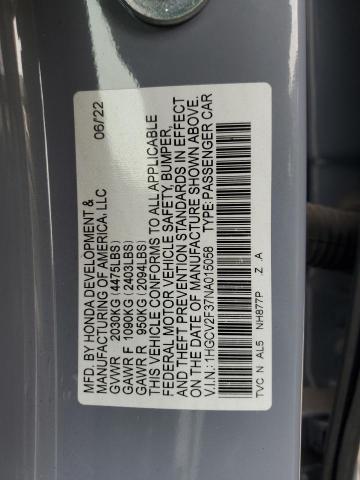 MFD. BY HONDA DEVELOPMENT & 06/22
MANUFACTURING OF AMERICA, LLC
GVWR 2030KG (4475LBS)
GAWR F 1090KG (2403LBS)
GAWR R 950KG (2094LBS)
THIS VEHICLE CONFORMS TO ALL APPLICABLE
FEDERAL MOTOR VEHICLE SAFETY, BUMPER,
AND THEFT PREVENTION STANDARDS IN EFFECT
ON THE DATE OF MANUFACTURE SHOWN ABOVE.
V.I.N.: 1HGCV2F37NA015058 TYPE: PASSENGER CAR
TVC N AL5 NH877P Z A